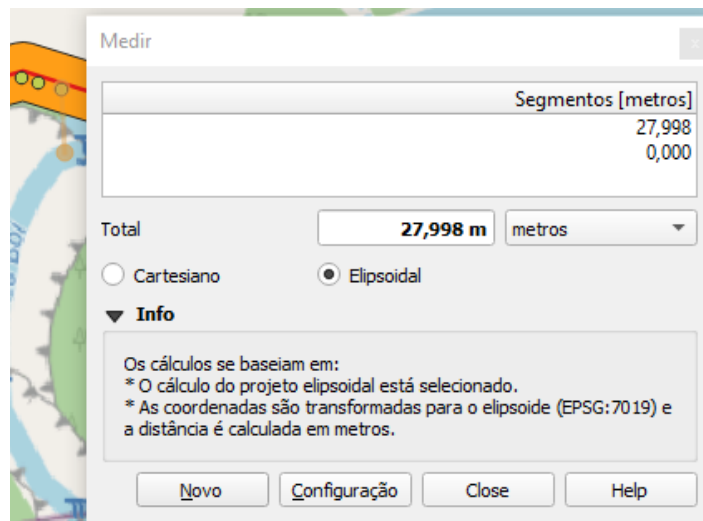 Medir
x
Segmentos [metros]
27,998
0,000
Total 27,998 m metros
Cartesiano Elipsoidal
Info
Os cálculos se baseiam em:
* O cálculo do projeto elipsoidal está selecionado.
* As coordenadas são transformadas para o elipsoide (EPSG:7019) e
a distância é calculada em metros.
Novo Configuração Close Help